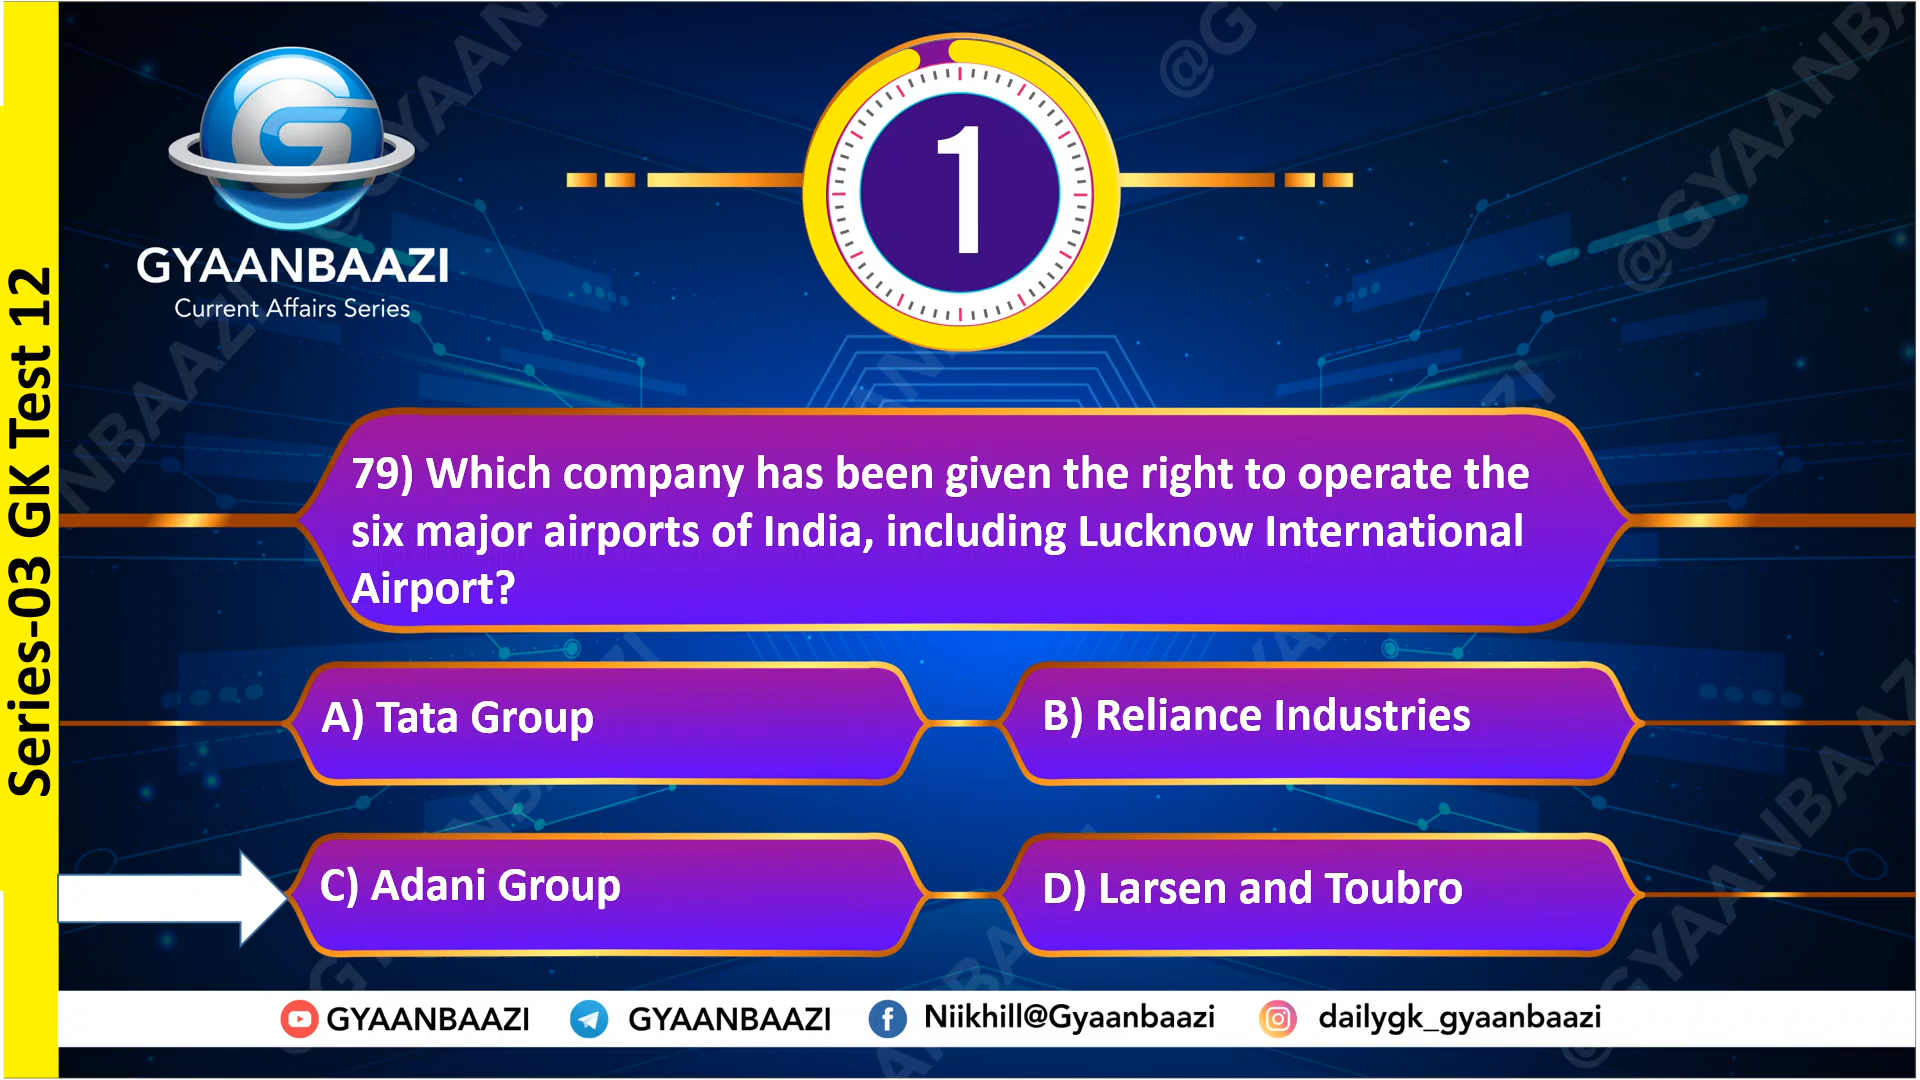 Series-03 GK Test 12
GYAANBAAZI
Current Affairs Series
1
79) Which company has been given the right to operate the
six major airports of India, including Lucknow International
Airport?
A) Tata Group
B) Reliance Industries
C) Adani Group
D) Larsen and Toubro
GYAANBAAZI
GYAANBAAZI
Niikhill@Gyaanbaazi
dailygk_gyaanbaazi
@GYAANBAAZI